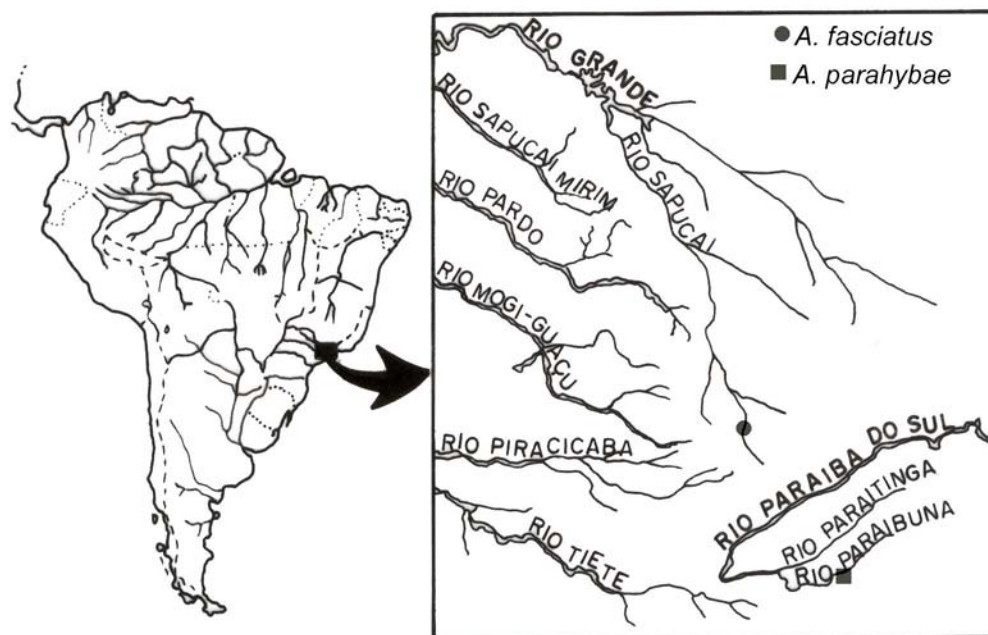 A. fasciatus
A. parahybae
RIO GRANDE
RIO SAPUCAI MIRIM
RIO SAPUCAI
RIO PARDO
RIO MOGI-GUAÇU
RIO PIRACICABA
RIO PARAIBA DO SUL
RIO PARAITINGA
RIO PARAIBUNA
RIO TIETE